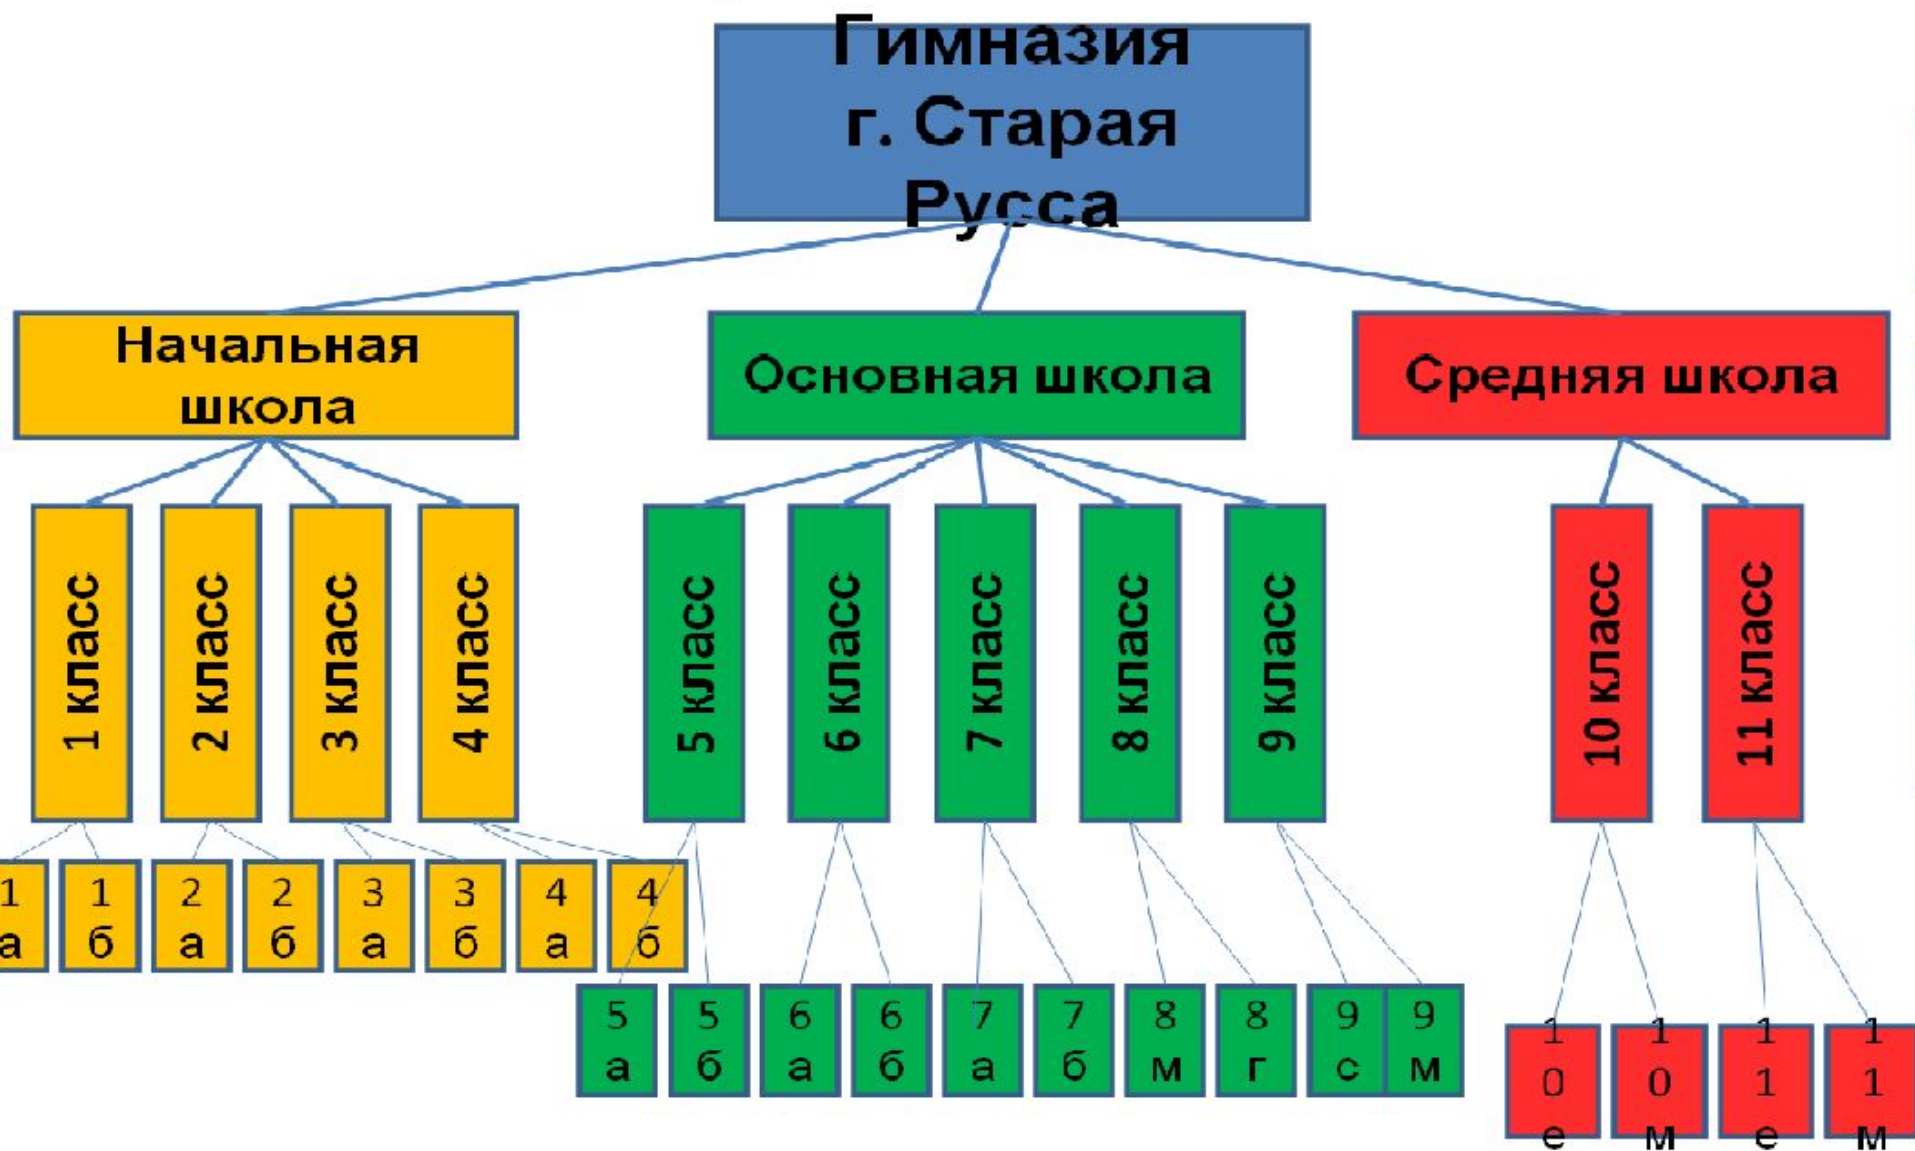 Гимназия
г. Старая
Русса
Начальная
школа
Основная школа
Средняя школа
1 класс
2 класс
3 класс
4 класс
5 класс
6 класс
7 класс
8 класс
9 класс
10 класс
11 класс
1
а
1
б
2
а
2
б
3
а
3
б
4
а
4
б
5
а
5
б
6
а
6
б
7
а
7
б
8
м
8
г
9
с
9
м
1
0
е
1
0
м
1
1
е
1
1
м